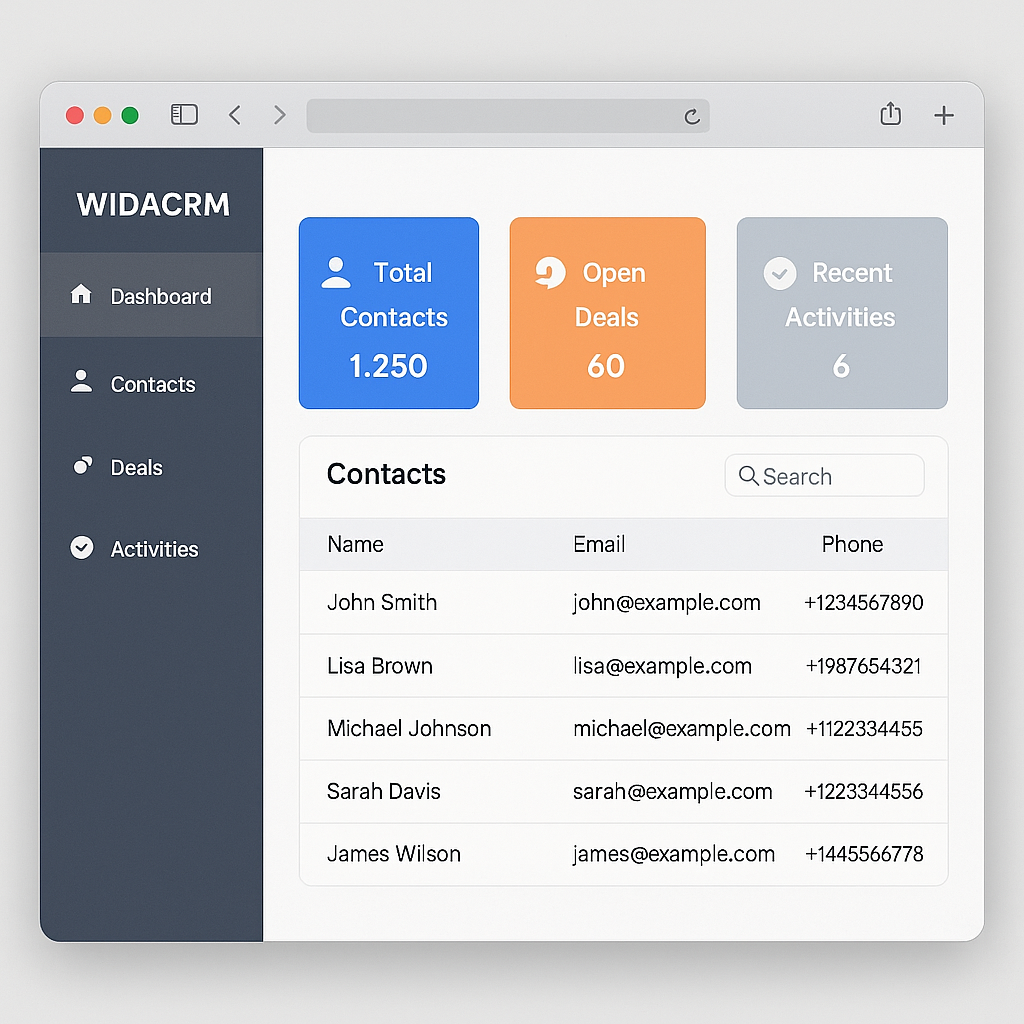 WIDACRM
Dashboard
Contacts
Deals
Activities
Total
Contacts
1.250
Open
Deals
60
Recent
Activities
6
Contacts
Search
Name Email Phone
John Smith john@example.com +1234567890
Lisa Brown lisa@example.com +1987654321
Michael Johnson michael@example.com +1122334455
Sarah Davis sarah@example.com +1223344556
James Wilson james@example.com +1445566778